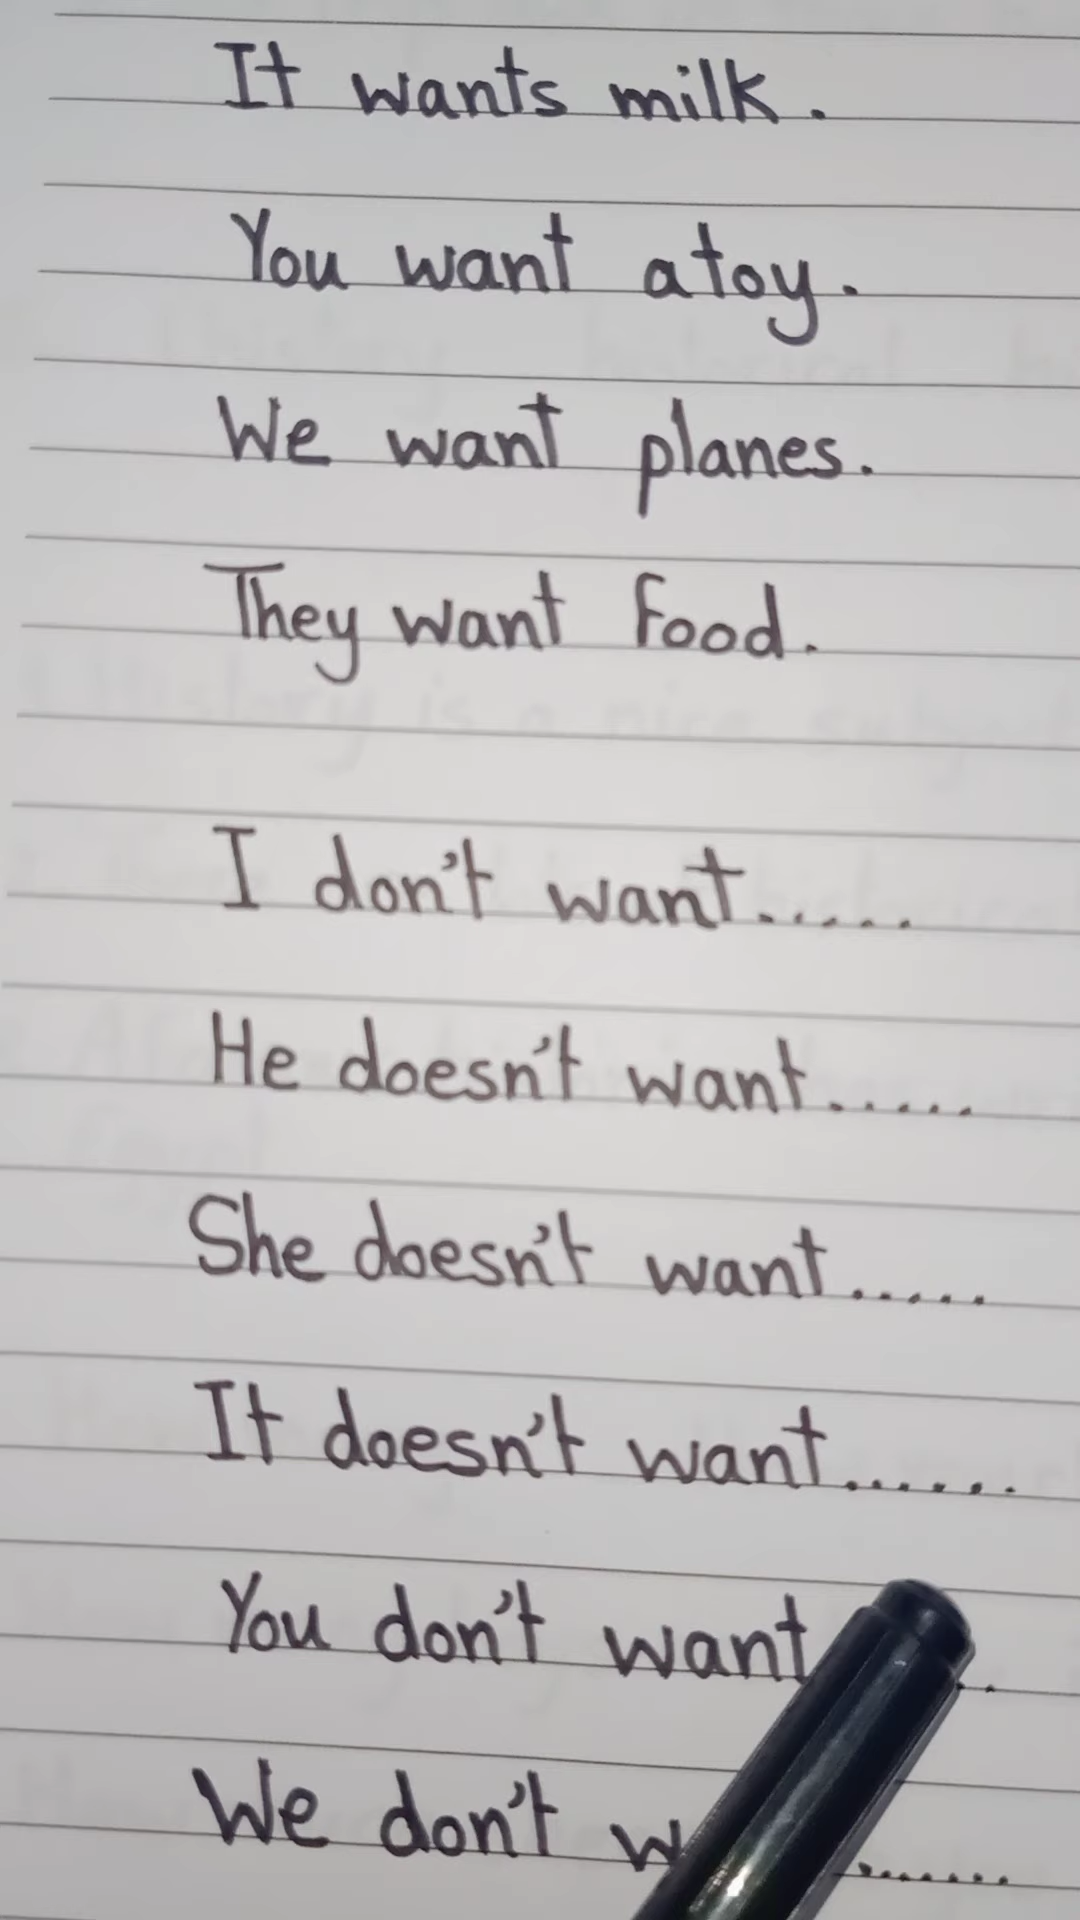 It wants milk.
You want a toy.
We want planes.
They want food.
I don't want.....
He doesn't want.....
She doesn't want.....
It doesn't want......
You don't want
We don't